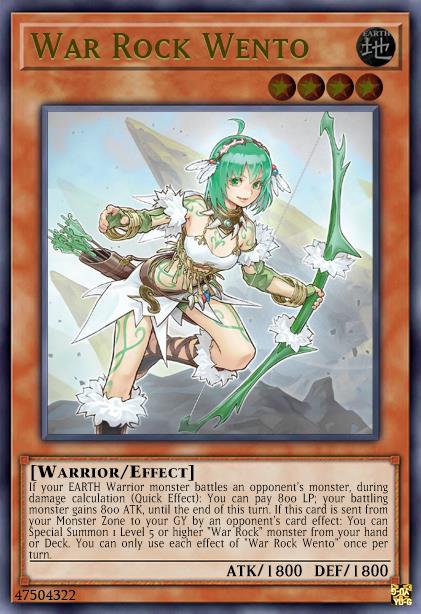 War Rock Wento
EARTH
地
[Warrior/Effect]
If your EARTH Warrior monster battles an opponent's monster, during
damage calculation (Quick Effect): You can pay 800 LP; your battling
monster gains 800 ATK, until the end of this turn. If this card is sent from
your Monster Zone to your GY by an opponent's card effect: You can
Special Summon 1 Level 5 or higher "War Rock" monster from your hand
or Deck. You can only use each effect of "War Rock Wento" once per
turn.
ATK/1800 DEF/1800
47504322